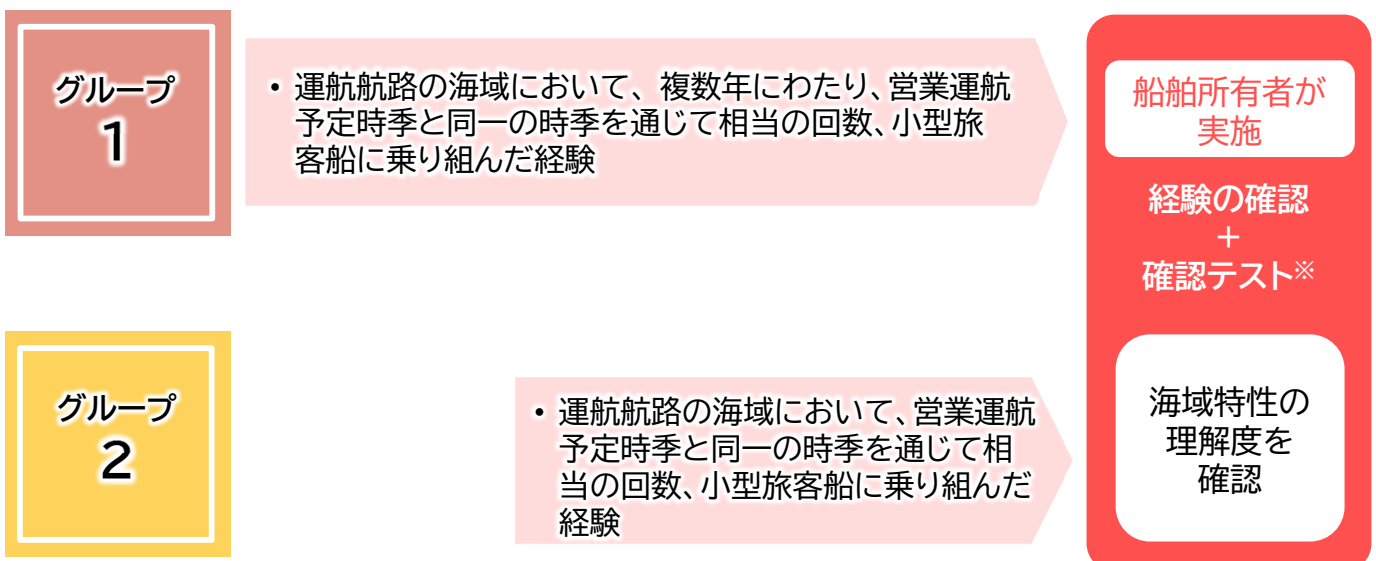 グループ
1
• 運航航路の海域において、複数年にわたり、営業運航
予定時季と同一の時季を通じて相当の回数、小型旅
客船に乗り組んだ経験
船舶所有者が
実施
経験の確認
＋
確認テスト※
グループ
2
• 運航航路の海域において、営業運航
予定時季と同一の時季を通じて相
当の回数、小型旅客船に乗り組んだ
経験
海域特性の
理解度を
確認